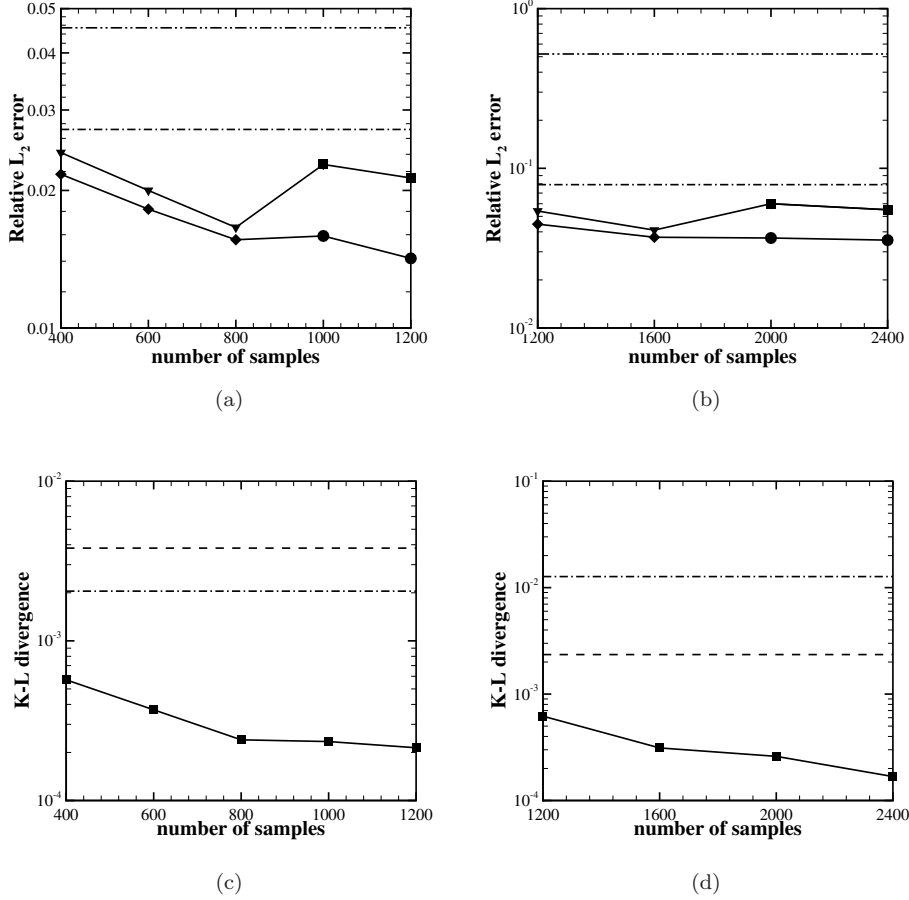 0.05
0.04
0.03
0.02
0.01
Relative L2 error
400 600 800 1000 1200
number of samples
(a)
10^0
10^-1
10^-2
Relative L2 error
1200 1600 2000 2400
number of samples
(b)
10^-2
10^-3
10^-4
K-L divergence
400 600 800 1000 1200
number of samples
(c)
10^-1
10^-2
10^-3
10^-4
K-L divergence
1200 1600 2000 2400
number of samples
(d)